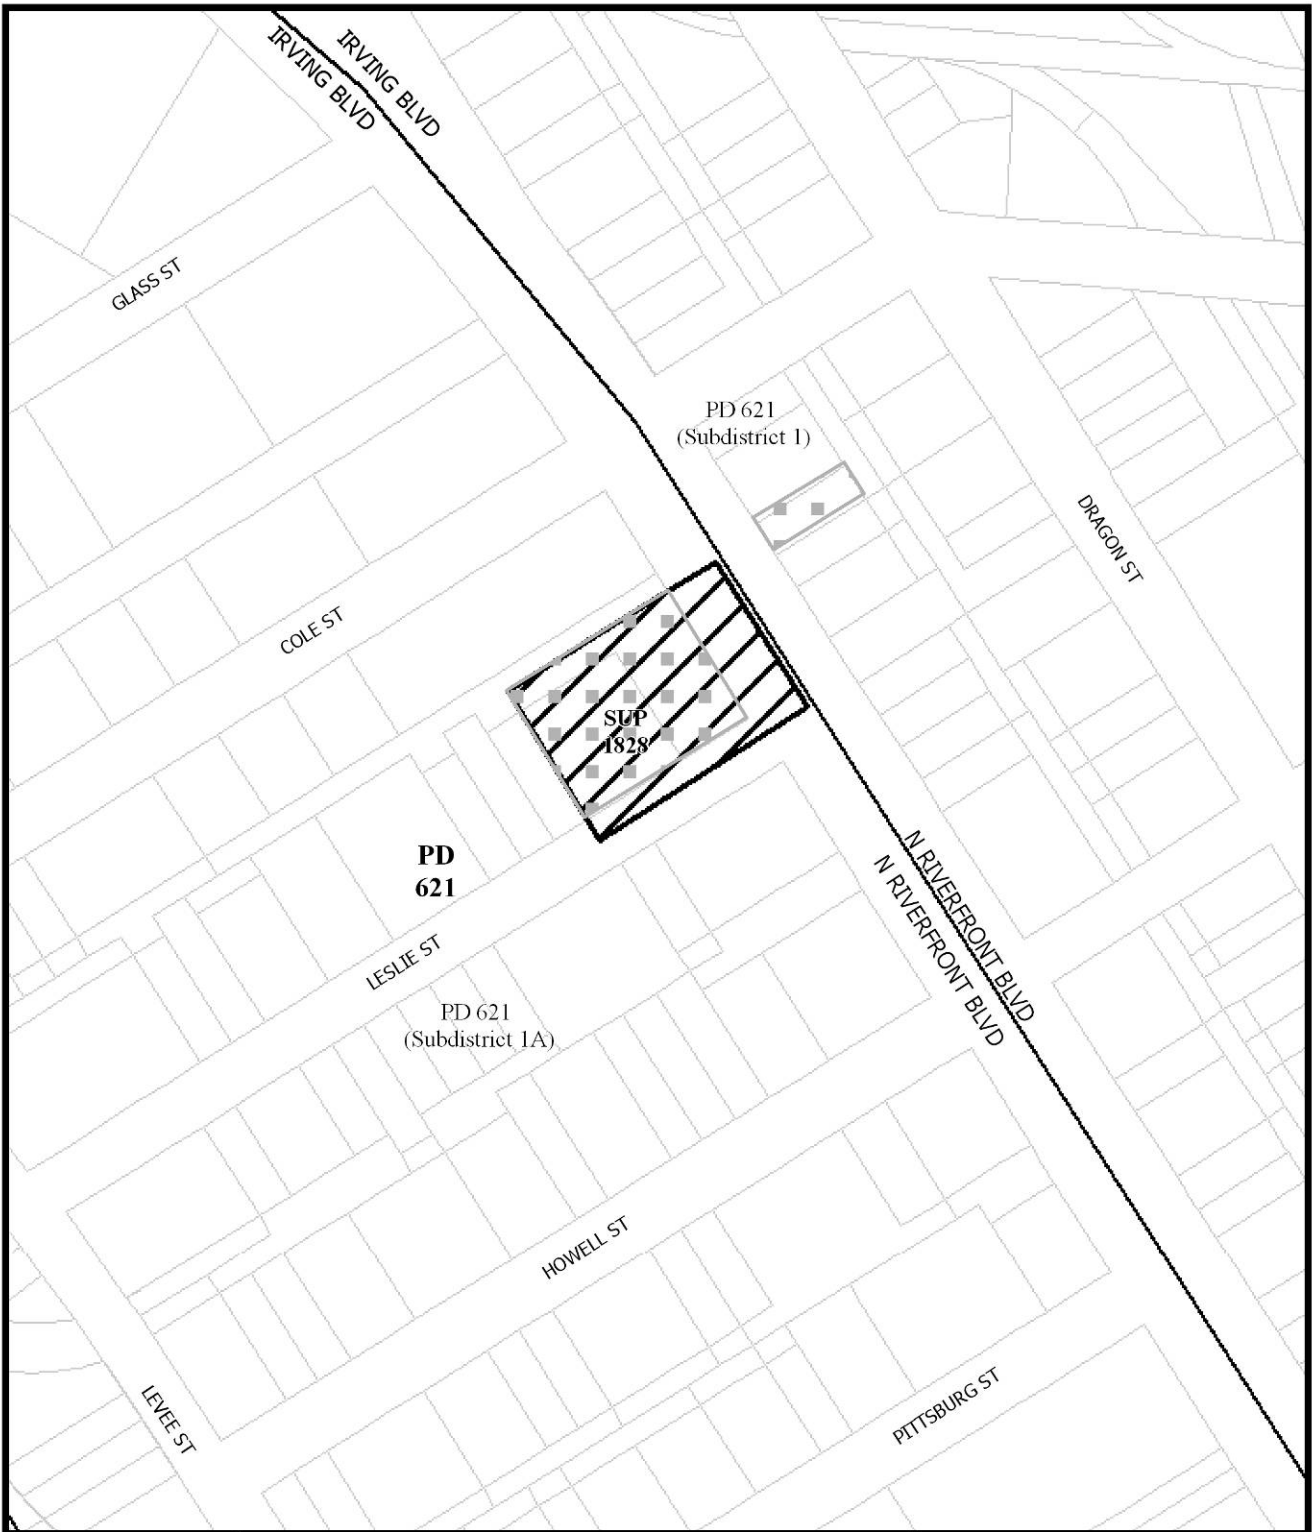 IRVING BLVD
IRVING BLVD
GLASS ST
PD 621
(Subdistrict 1)
DRAGON ST
COLE ST
SUP
1828
PD
621
N RIVERFRONT BLVD
N RIVERFRONT BLVD
LESLIE ST
PD 621
(Subdistrict 1A)
HOWELL ST
LEVEE ST
PITTSBURG ST